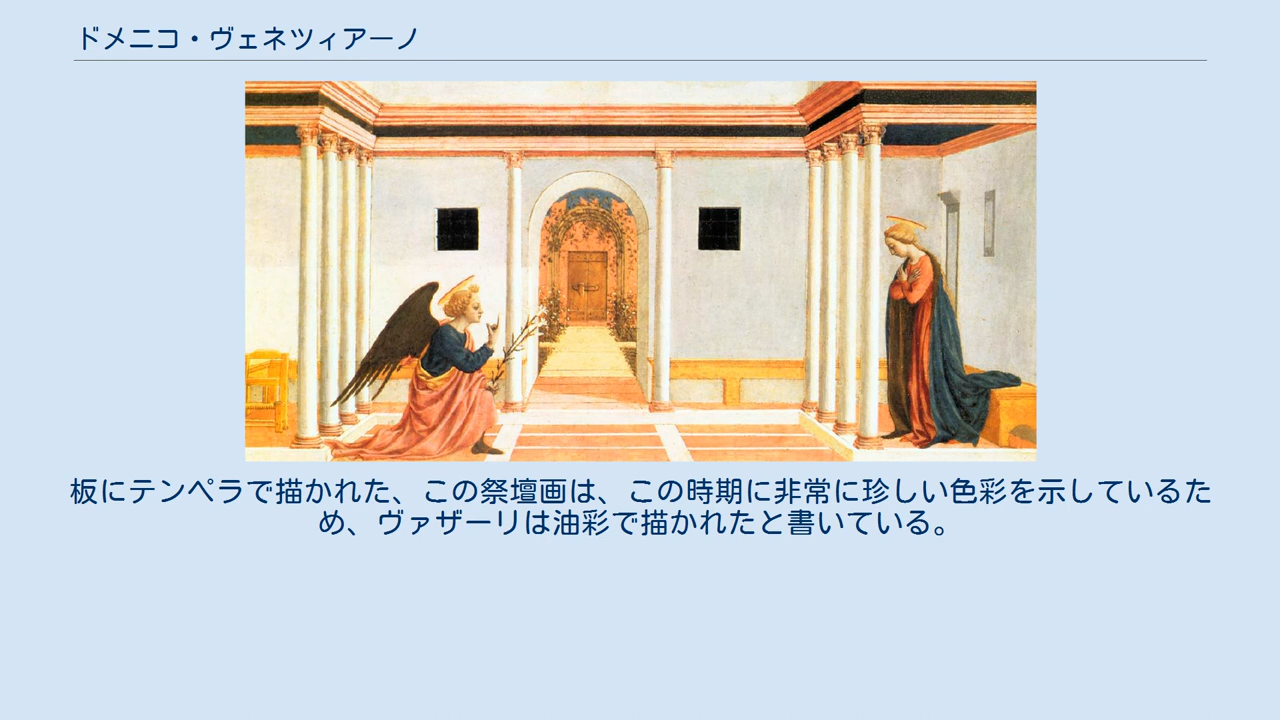 ドメニコ・ヴェネツィアーノ
板にテンペラで描かれた、この祭壇画は、この時期に非常に珍しい色彩を示しているた
め、ヴァザーリは油彩で描かれたと書いている。